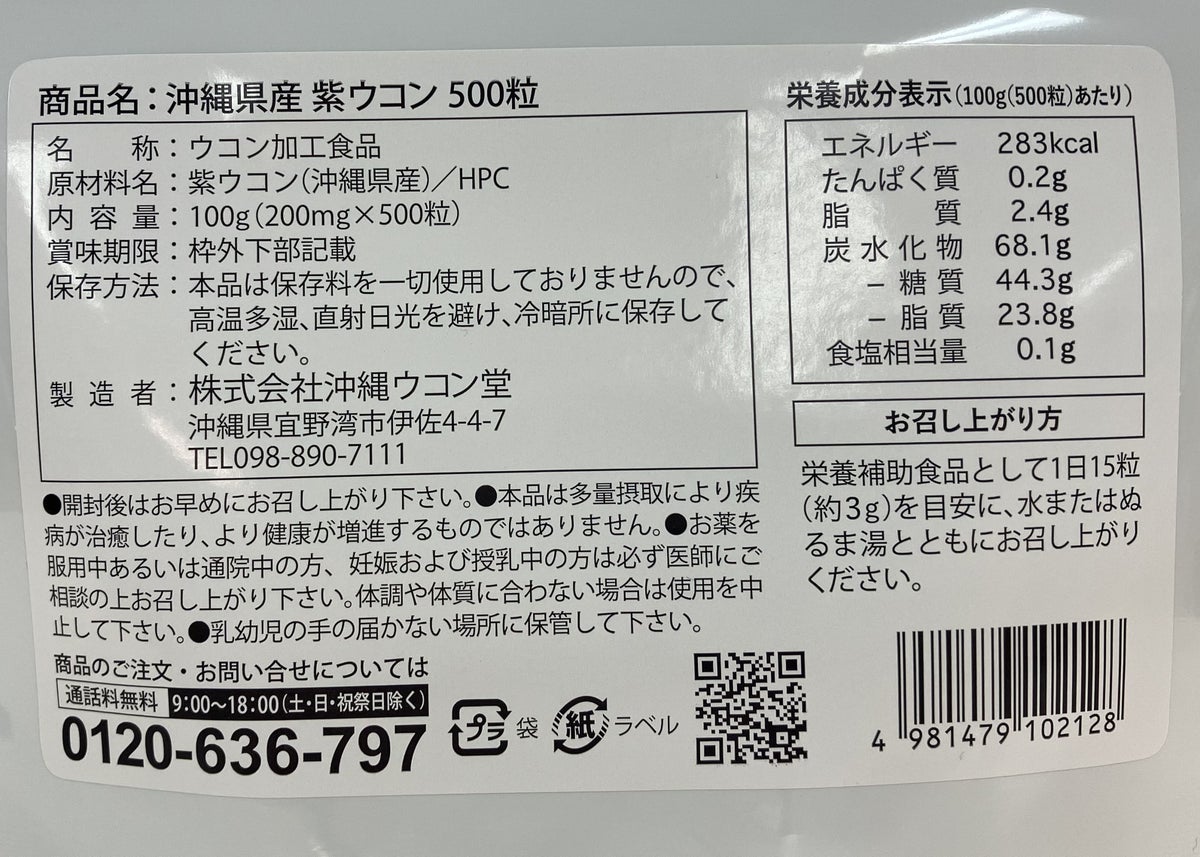 商品名：沖縄県産 紫ウコン 500粒
名称：ウコン加工食品
原材料名：紫ウコン（沖縄県産）／HPC
内容量：100g（200mg×500粒）
賞味期限：枠外下部記載
保存方法：本品は保存料を一切使用しておりませんので、
高温多湿、直射日光を避け、冷暗所に保存して
ください。
製造者：株式会社沖縄ウコン堂
沖縄県宜野湾市伊佐4-4-7
TEL098-890-7111
●開封後はお早めにお召し上がり下さい。●本品は多量摂取により疾
病が治癒したり、より健康が増進するものではありません。●お薬を
服用中あるいは通院中の方、妊娠および授乳中の方は必ず医師にご
相談の上お召し上がり下さい。体調や体質に合わない場合は使用を中
止して下さい。●乳幼児の手の届かない場所に保管して下さい。
商品のご注文・お問い合せについては
通話料無料 9:00〜18:00（土・日・祝祭日除く）
0120-636-797
プラ 袋 紙 ラベル
栄養成分表示（100g（500粒）あたり）
エネルギー 283kcal
たんぱく質 0.2g
脂質 2.4g
炭水化物 68.1g
– 糖質 44.3g
– 脂質 23.8g
食塩相当量 0.1g
お召し上がり方
栄養補助食品として1日15粒
（約3g）を目安に、水またはぬ
るま湯とともにお召し上がり
ください。
4 981479 102128